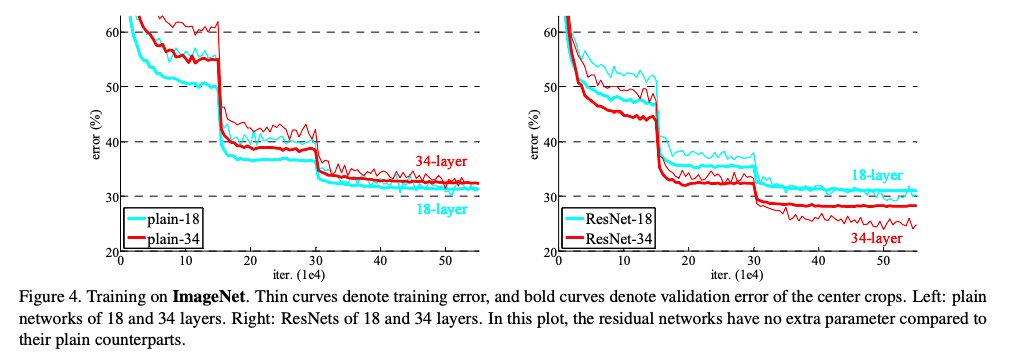 60
50
40
30
20
error (%)
34-layer
18-layer
plain-18
plain-34
0 10 20 30 40 50
iter. (1e4)
60
50
40
30
20
error (%)
18-layer
34-layer
ResNet-18
ResNet-34
0 10 20 30 40 50
iter. (1e4)
Figure 4. Training on ImageNet. Thin curves denote training error, and bold curves denote validation error of the center crops. Left: plain
networks of 18 and 34 layers. Right: ResNets of 18 and 34 layers. In this plot, the residual networks have no extra parameter compared to
their plain counterparts.